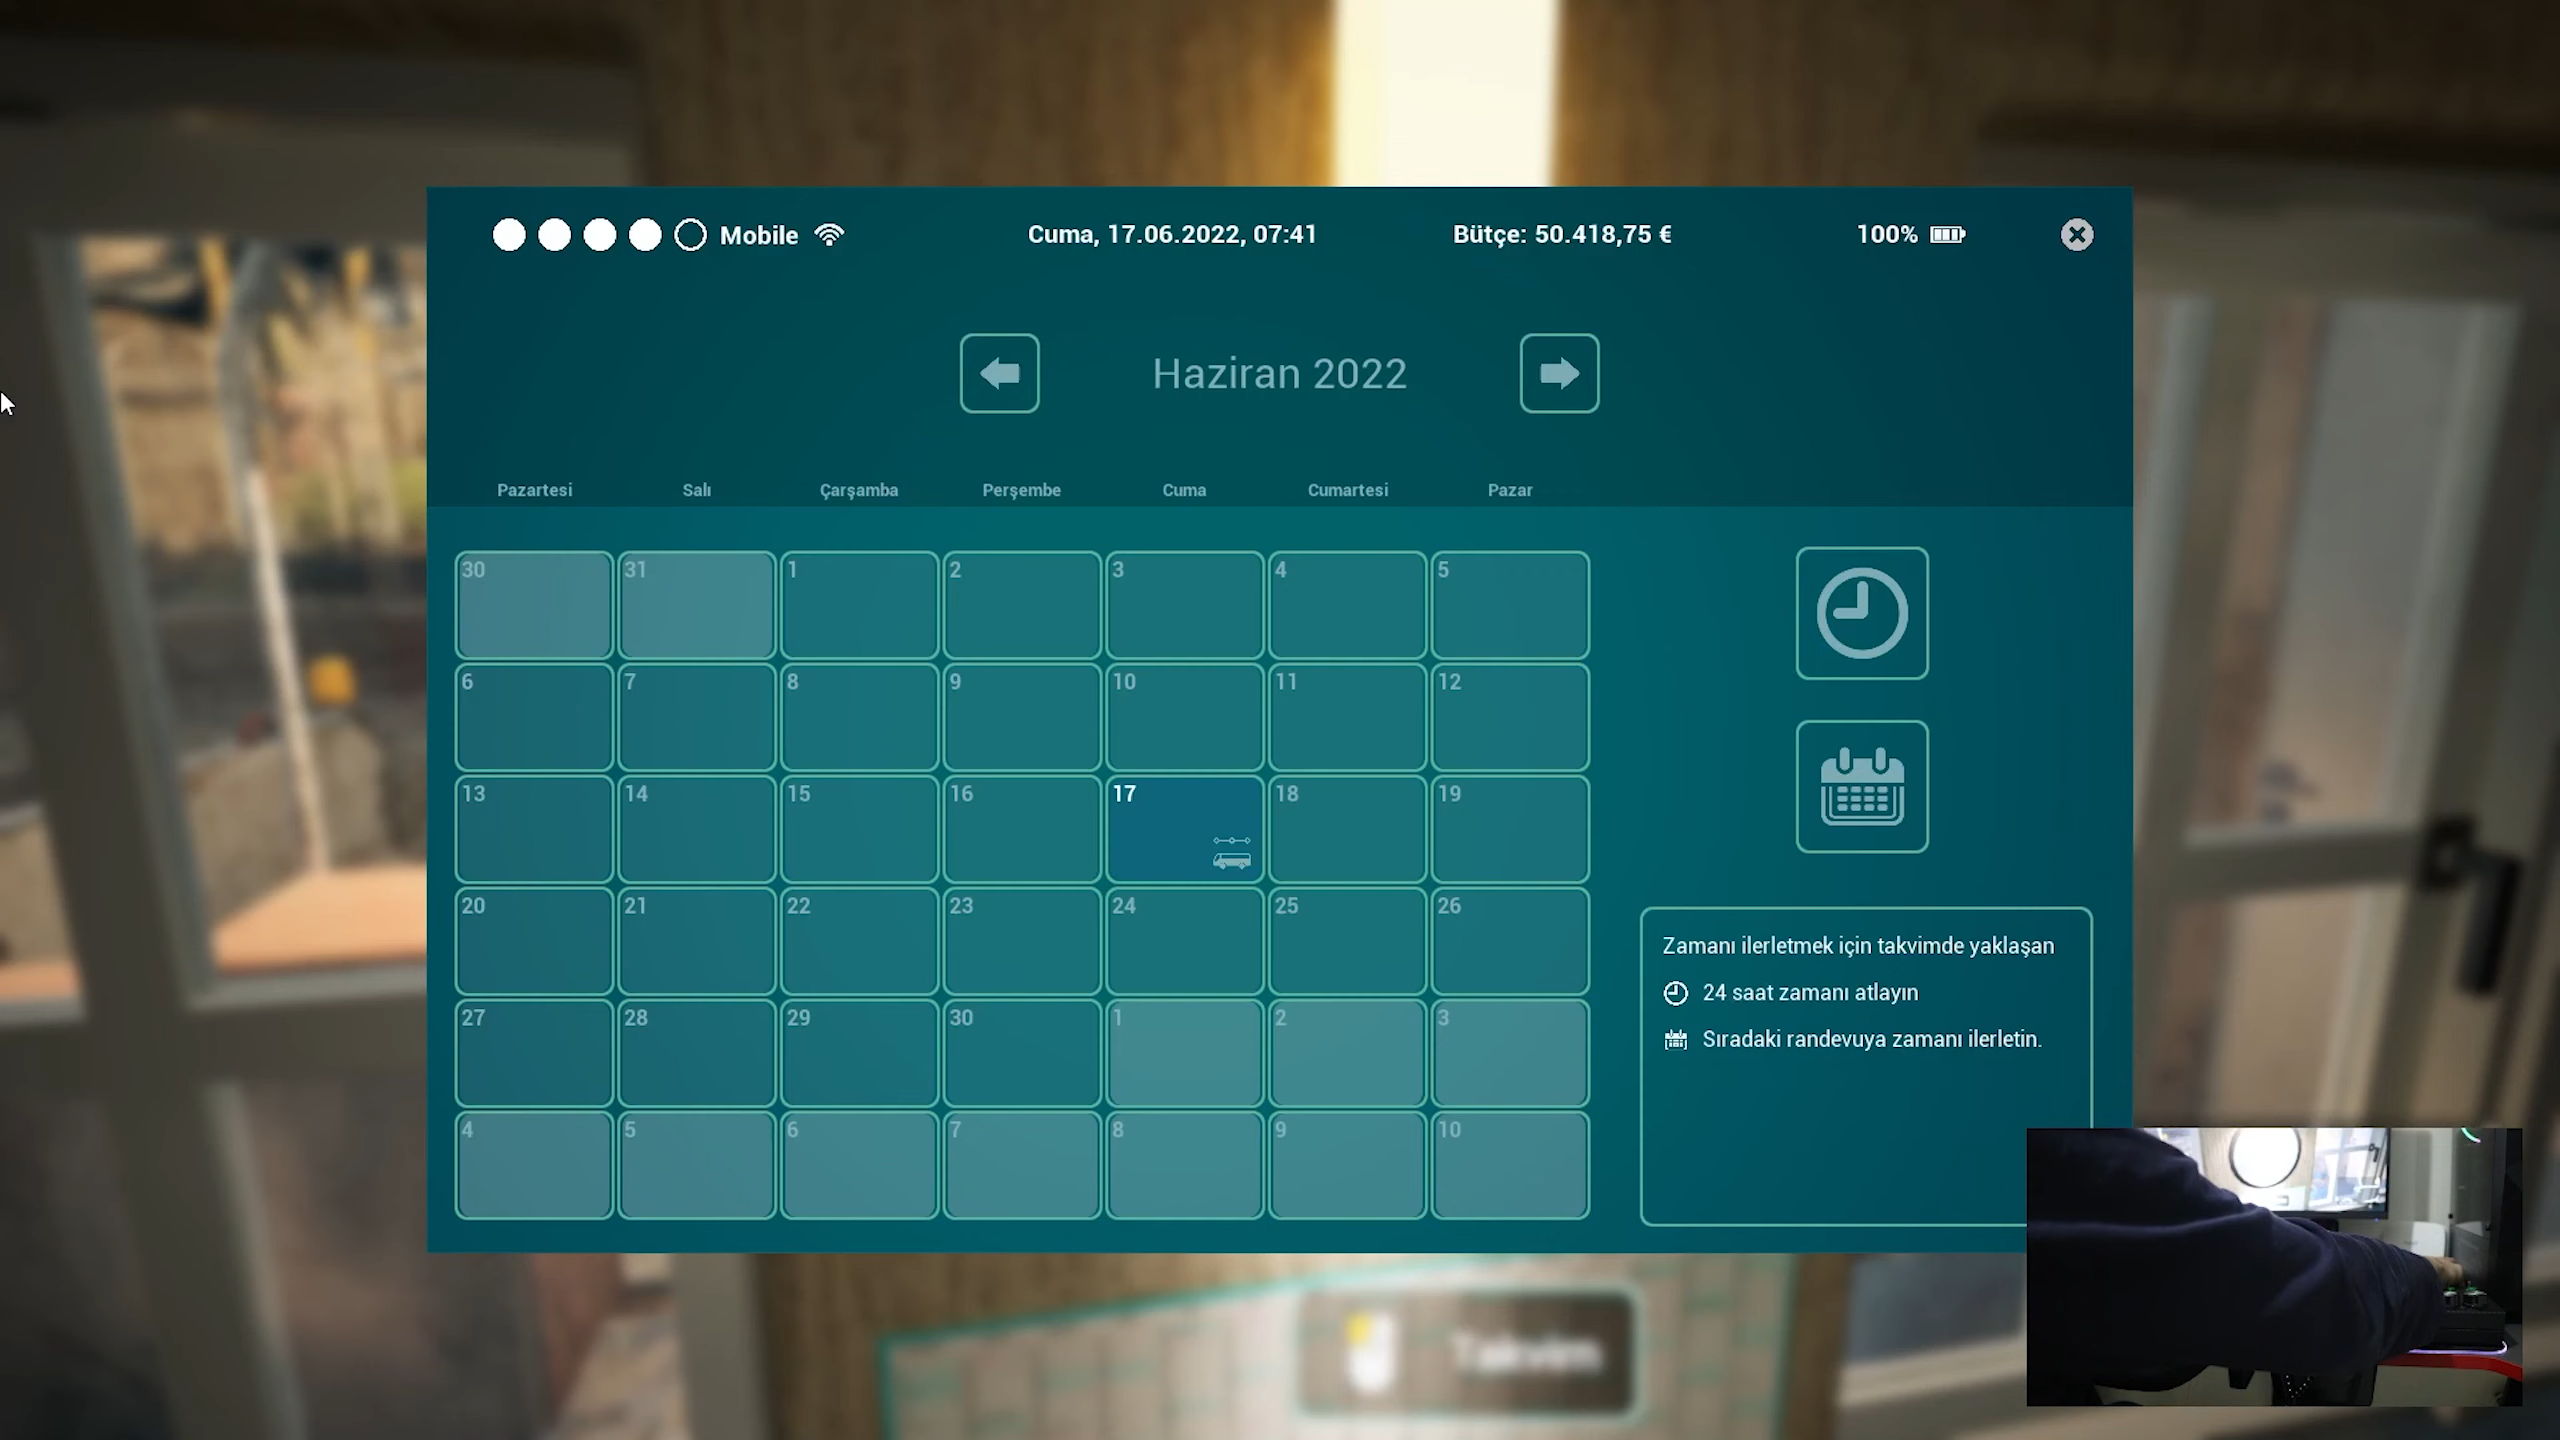 Mobile
Cuma, 17.06.2022, 07:41
Bütçe: 50.418,75 €
100%
Haziran 2022
Pazartesi Salı Çarşamba Perşembe Cuma Cumartesi Pazar
30 31 1 2 3 4 5
6 7 8 9 10 11 12
13 14 15 16 17 18 19
20 21 22 23 24 25 26
27 28 29 30 1 2 3
4 5 6 7 8 9 10
Zamanı ilerletmek için takvimde yaklaşan
24 saat zamanı atlayın
Sıradaki randevuya zamanı ilerletin.
Takvim